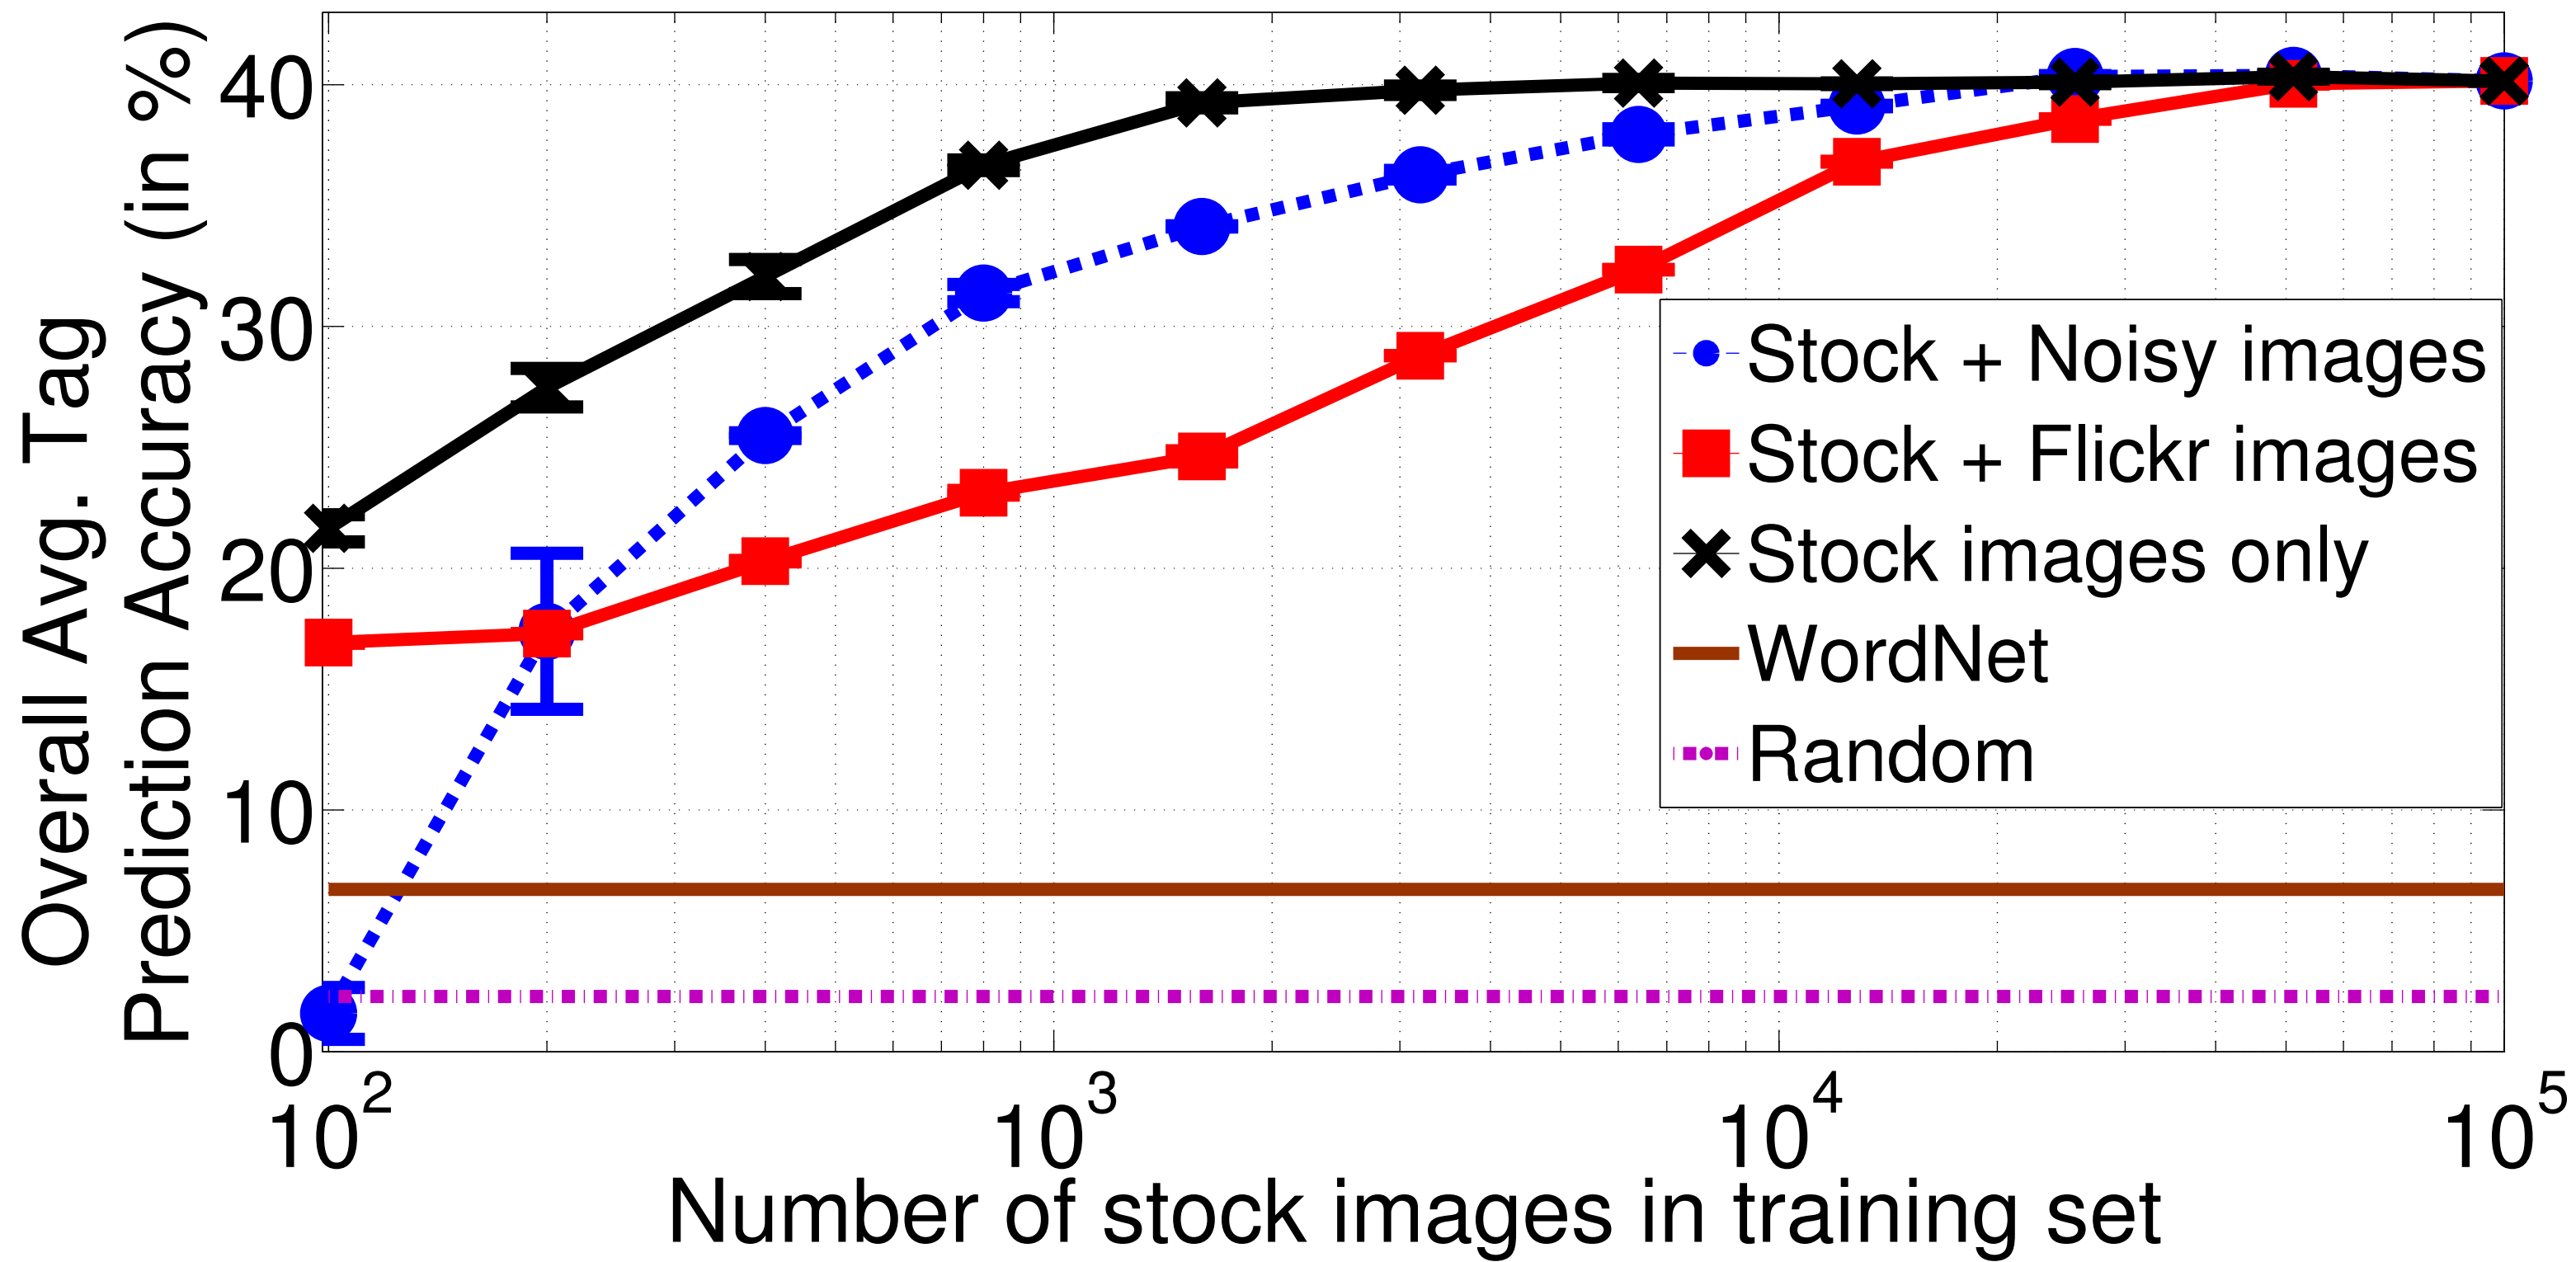 Overall Avg. Tag
Prediction Accuracy (in %)
40
30
20
10
0
Stock + Noisy images
Stock + Flickr images
Stock images only
WordNet
Random
10^2
10^3
10^4
10^5
Number of stock images in training set